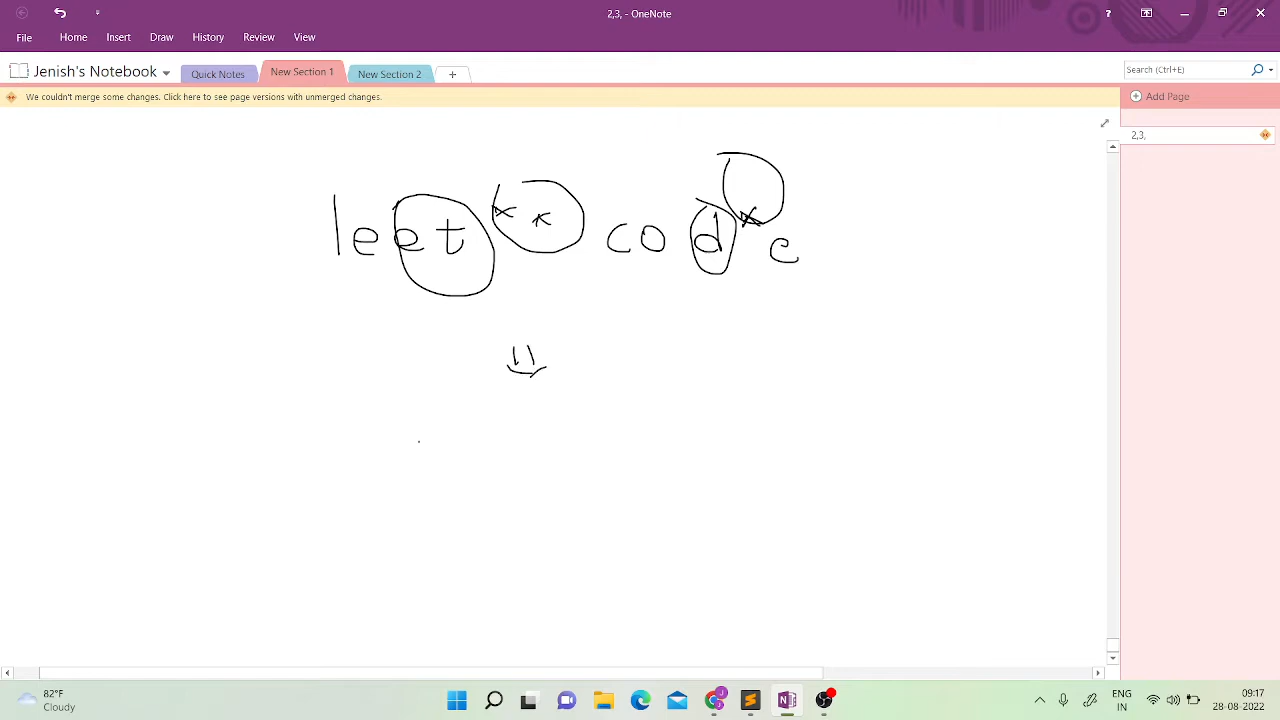 2,3, - OneNote
?
File Home Insert Draw History Review View
Jenish's Notebook Quick Notes New Section 1 New Section 2 + Search (Ctrl+E)
We couldn't merge some changes. Click here to see page versions with unmerged changes.
Add Page
2,3,
leet**cod*e
82°F
Cloudy
ENG
IN
09:17
28-08-2022